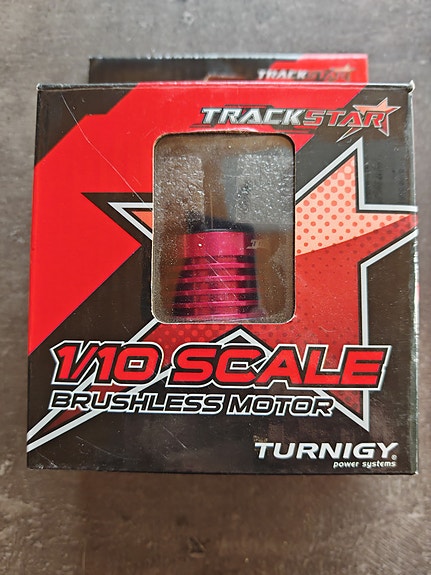 TRACKSTAR
TRACKSTAR
1/10 SCALE
BRUSHLESS MOTOR
TURNIGY®
power systems